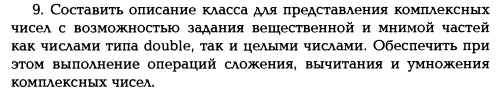 9. Составить описание класса для представления комплексных
чисел с возможностью задания вещественной и мнимой частей
как числами типа double, так и целыми числами. Обеспечить при
этом выполнение операций сложения, вычитания и умножения
комплексных чисел.